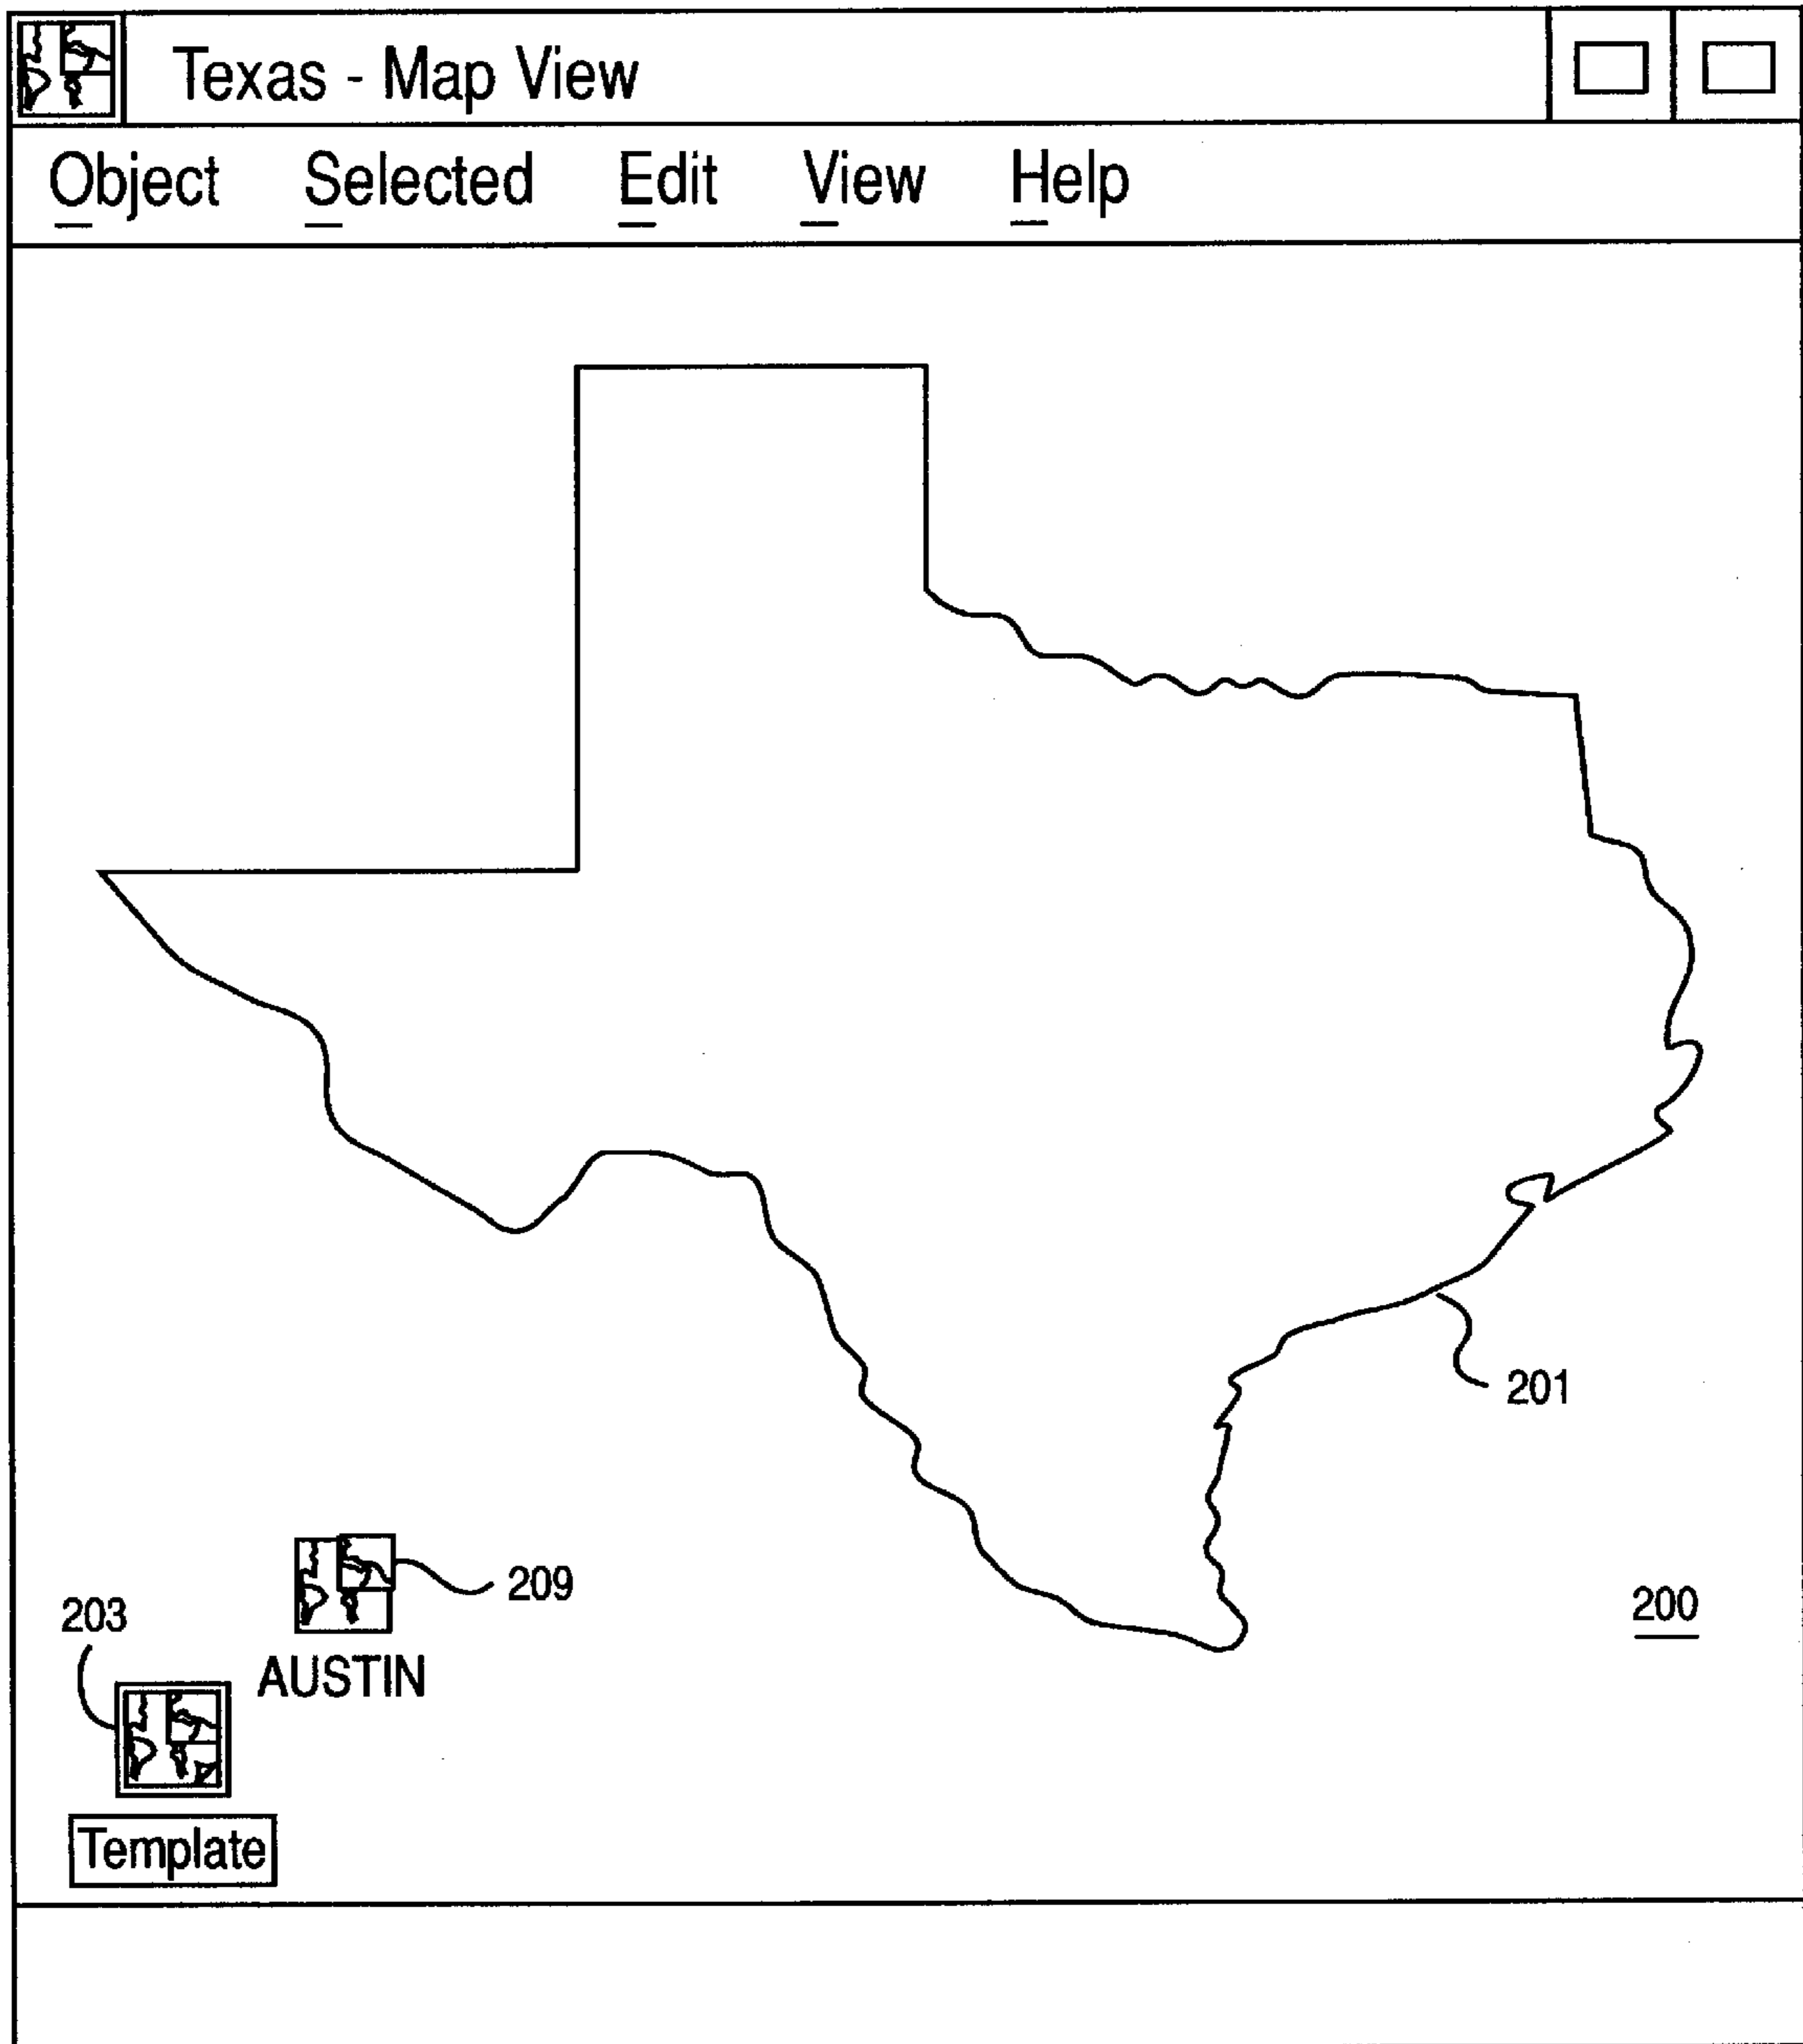 Texas - Map View
Object Selected Edit View Help
201
209
203
200
AUSTIN
Template